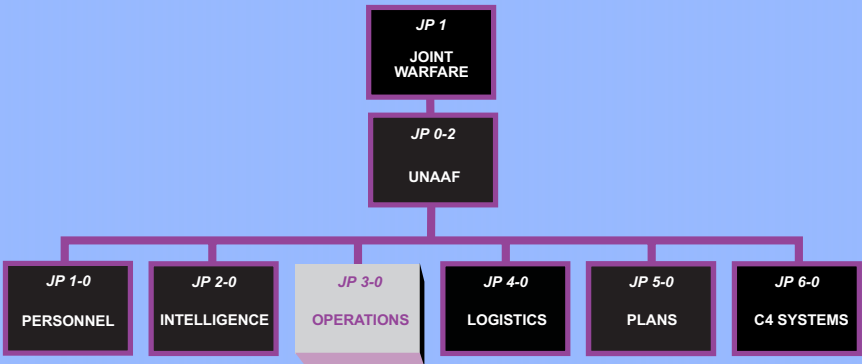 JP 1
JOINT
WARFARE
JP 0-2
UNAAF
JP 1-0
PERSONNEL
JP 2-0
INTELLIGENCE
JP 3-0
OPERATIONS
JP 4-0
LOGISTICS
JP 5-0
PLANS
JP 6-0
C4 SYSTEMS